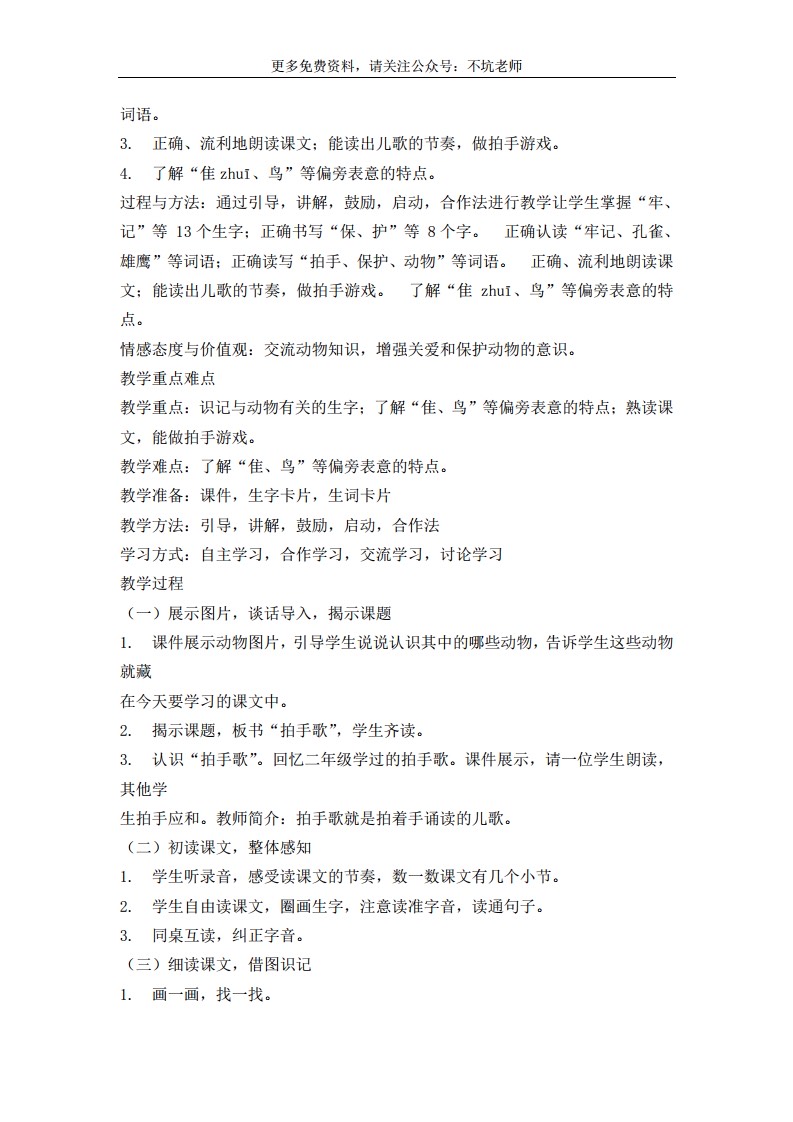 更多免费资料，请关注公众号：不坑老师
词语。
3. 正确、流利地朗读课文；能读出儿歌的节奏，做拍手游戏。
4. 了解“隹 zhuī、鸟”等偏旁表意的特点。
过程与方法：通过引导，讲解，鼓励，启动，合作法进行教学让学生掌握“牢、
记”等 13 个生字；正确书写“保、护”等 8 个字。 正确认读“牢记、孔雀、
雄鹰”等词语；正确读写“拍手、保护、动物”等词语。 正确、流利地朗读课
文；能读出儿歌的节奏，做拍手游戏。 了解“隹 zhuī、鸟”等偏旁表意的特
点。
情感态度与价值观：交流动物知识，增强关爱和保护动物的意识。
教学重点难点
教学重点：识记与动物有关的生字；了解“隹、鸟”等偏旁表意的特点；熟读课
文，能做拍手游戏。
教学难点：了解“隹、鸟”等偏旁表意的特点。
教学准备：课件，生字卡片，生词卡片
教学方法：引导，讲解，鼓励，启动，合作法
学习方式：自主学习，合作学习，交流学习，讨论学习
教学过程
（一）展示图片，谈话导入，揭示课题
1. 课件展示动物图片，引导学生说说认识其中的哪些动物，告诉学生这些动物
就藏
在今天要学习的课文中。
2. 揭示课题，板书“拍手歌”，学生齐读。
3. 认识“拍手歌”。回忆二年级学过的拍手歌。课件展示，请一位学生朗读，
其他学
生拍手应和。教师简介：拍手歌就是拍着手诵读的儿歌。
（二）初读课文，整体感知
1. 学生听录音，感受读课文的节奏，数一数课文有几个小节。
2. 学生自由读课文，圈画生字，注意读准字音，读通句子。
3. 同桌互读，纠正字音。
（三）细读课文，借图识记
1. 画一画，找一找。